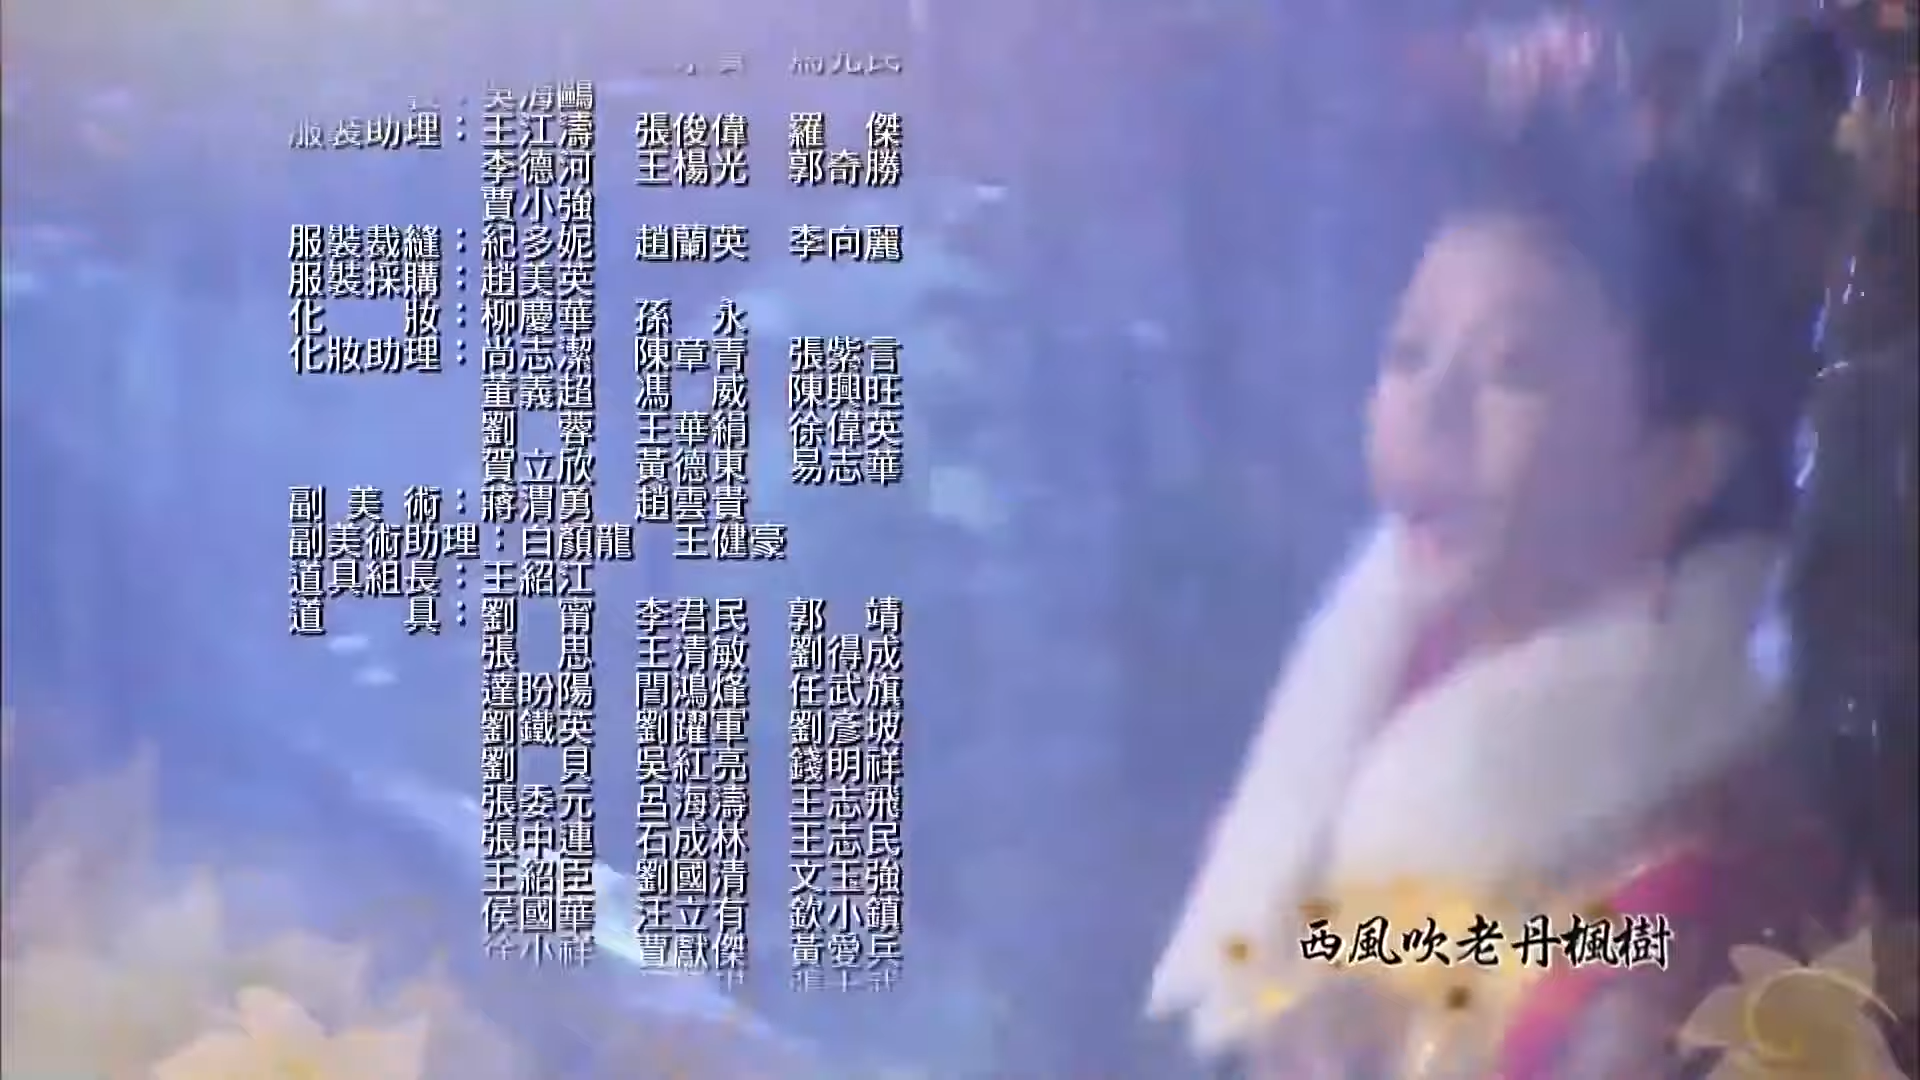 吳海鷗
服裝助理：王江濤 張俊偉 羅 傑
李德河 王楊光 郭奇勝
賈小強
服裝裁縫：紀多妮 趙蘭英 李向麗
服裝採購：趙美英
化 妝：柳慶華 孫 永
化妝助理：尚志潔 陳章青 張紫言
董義超 馮 威 陳興旺
劉 蓉 王華絹 徐偉英
賀立欣 黃德東 易志華
副 美 術：蔣渭勇 趙雲貴
副美術助理：白顏龍 王健豪
道具組長：王紹江
道 具：劉 甯 李君民 郭 靖
張 思 王清敏 劉得成
達盼陽 閆鴻烽 任武旗
劉鐵英 劉躍軍 劉彥坡
劉 貝 吳紅亮 錢明祥
張委元 呂海濤 王志飛
張申連 石成林 王志民
王紹臣 劉國清 文玉強
侯國華 汪立有 欽小鎮
徐小祥 曹獻傑 黃愛兵
西風吹老丹楓樹